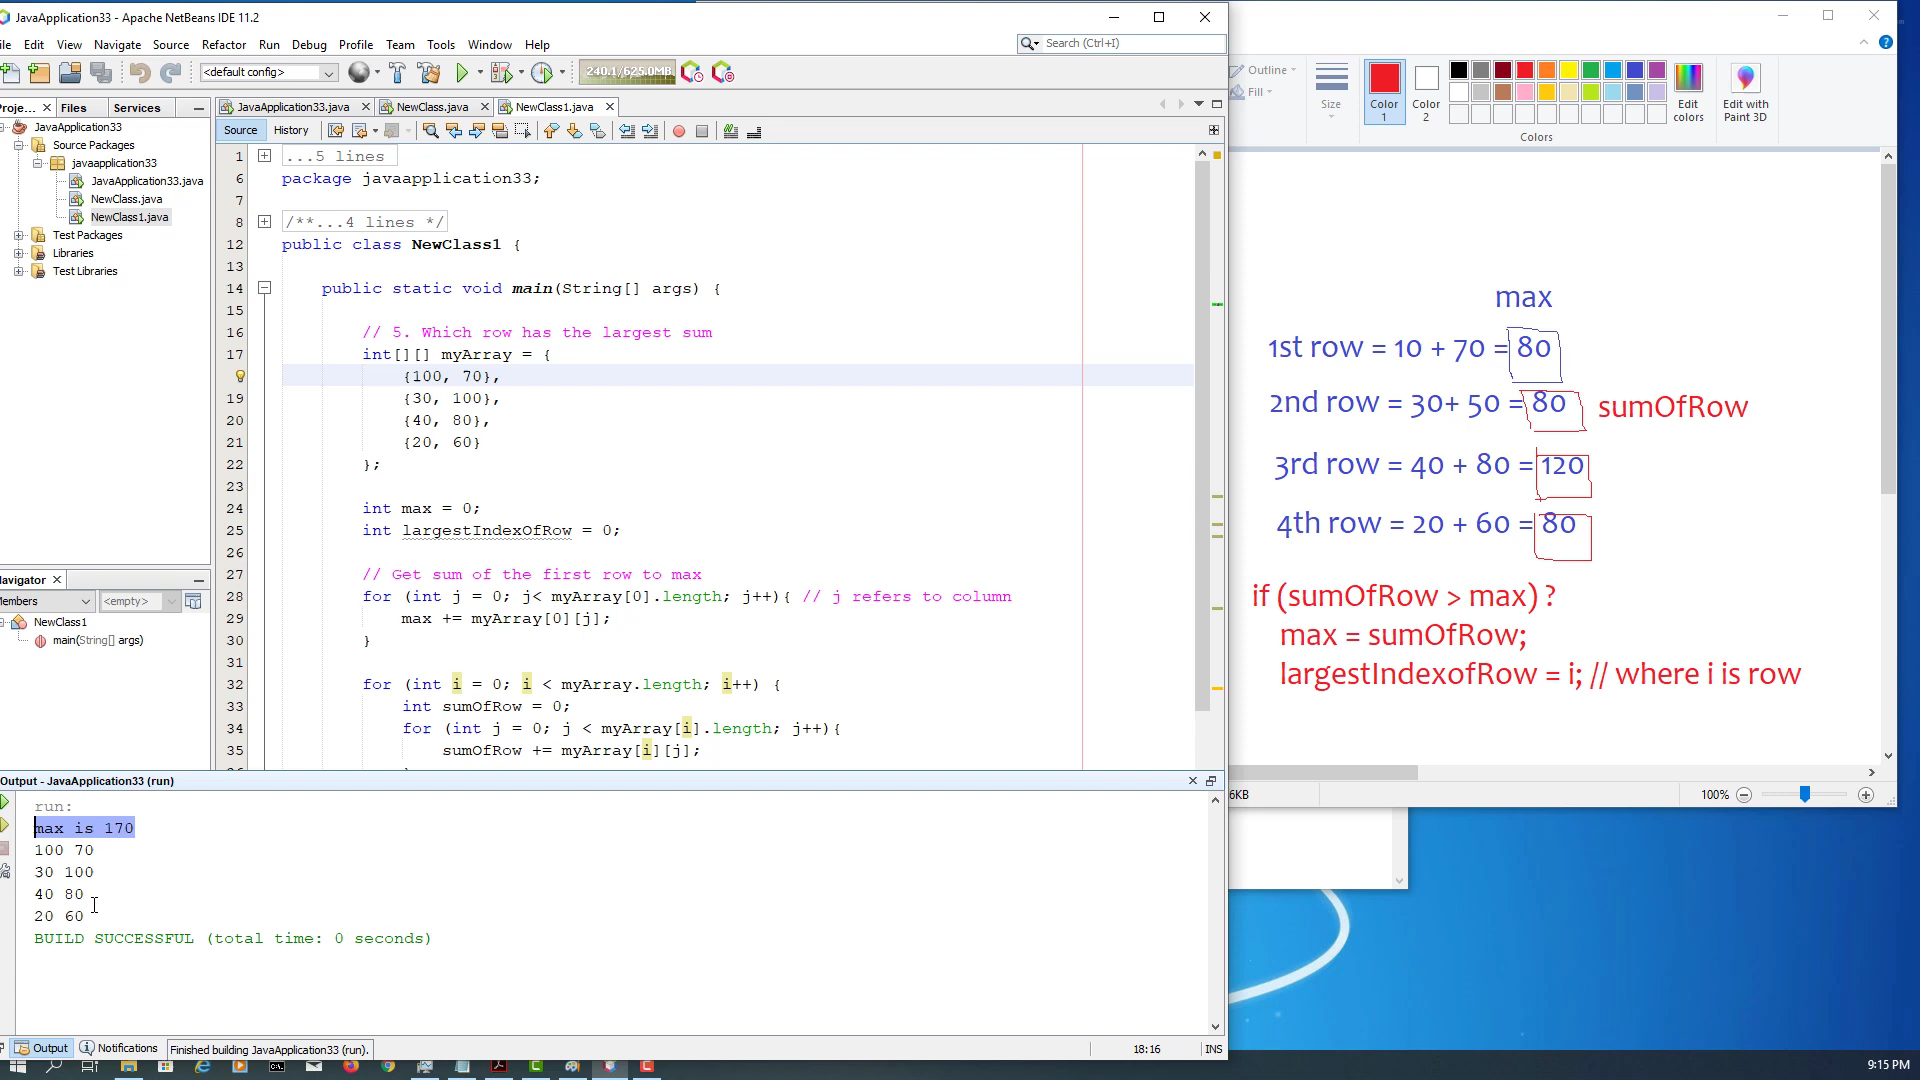 JavaApplication33 - Apache NetBeans IDE 11.2
ile Edit View Navigate Source Refactor Run Debug Profile Team Tools Window Help
Search (Ctrl+I)
<default config>
240.1/625.0MB
Proje... Files Services
JavaApplication33
Source Packages
javaapplication33
JavaApplication33.java
NewClass.java
NewClass1.java
Test Packages
Libraries
Test Libraries
Navigator
Members
<empty>
NewClass1
main(String[] args)
JavaApplication33.java NewClass.java NewClass1.java
Source History
1 ...5 lines
6 package javaapplication33;
7
8 /**...4 lines */
12 public class NewClass1 {
13
14 public static void main(String[] args) {
15
16 // 5. Which row has the largest sum
17 int[][] myArray = {
{100, 70},
19 {30, 100},
20 {40, 80},
21 {20, 60}
22 };
23
24 int max = 0;
25 int largestIndexOfRow = 0;
26
27 // Get sum of the first row to max
28 for (int j = 0; j< myArray[0].length; j++){ // j refers to column
29 max += myArray[0][j];
30 }
31
32 for (int i = 0; i < myArray.length; i++) {
33 int sumOfRow = 0;
34 for (int j = 0; j < myArray[i].length; j++){
35 sumOfRow += myArray[i][j];
Output - JavaApplication33 (run)
run:
max is 170
100 70
30 100
40 80
20 60
BUILD SUCCESSFUL (total time: 0 seconds)
Output Notifications Finished building JavaApplication33 (run).
18:16 INS
Outline
Fill
Size
Color 1
Color 2
Edit colors
Edit with Paint 3D
Colors
max
1st row = 10 + 70 = 80
2nd row = 30+ 50 = 80 sumOfRow
3rd row = 40 + 80 = 120
4th row = 20 + 60 = 80
if (sumOfRow > max) ?
max = sumOfRow;
largestIndexofRow = i; // where i is row
6KB
100%
9:15 PM